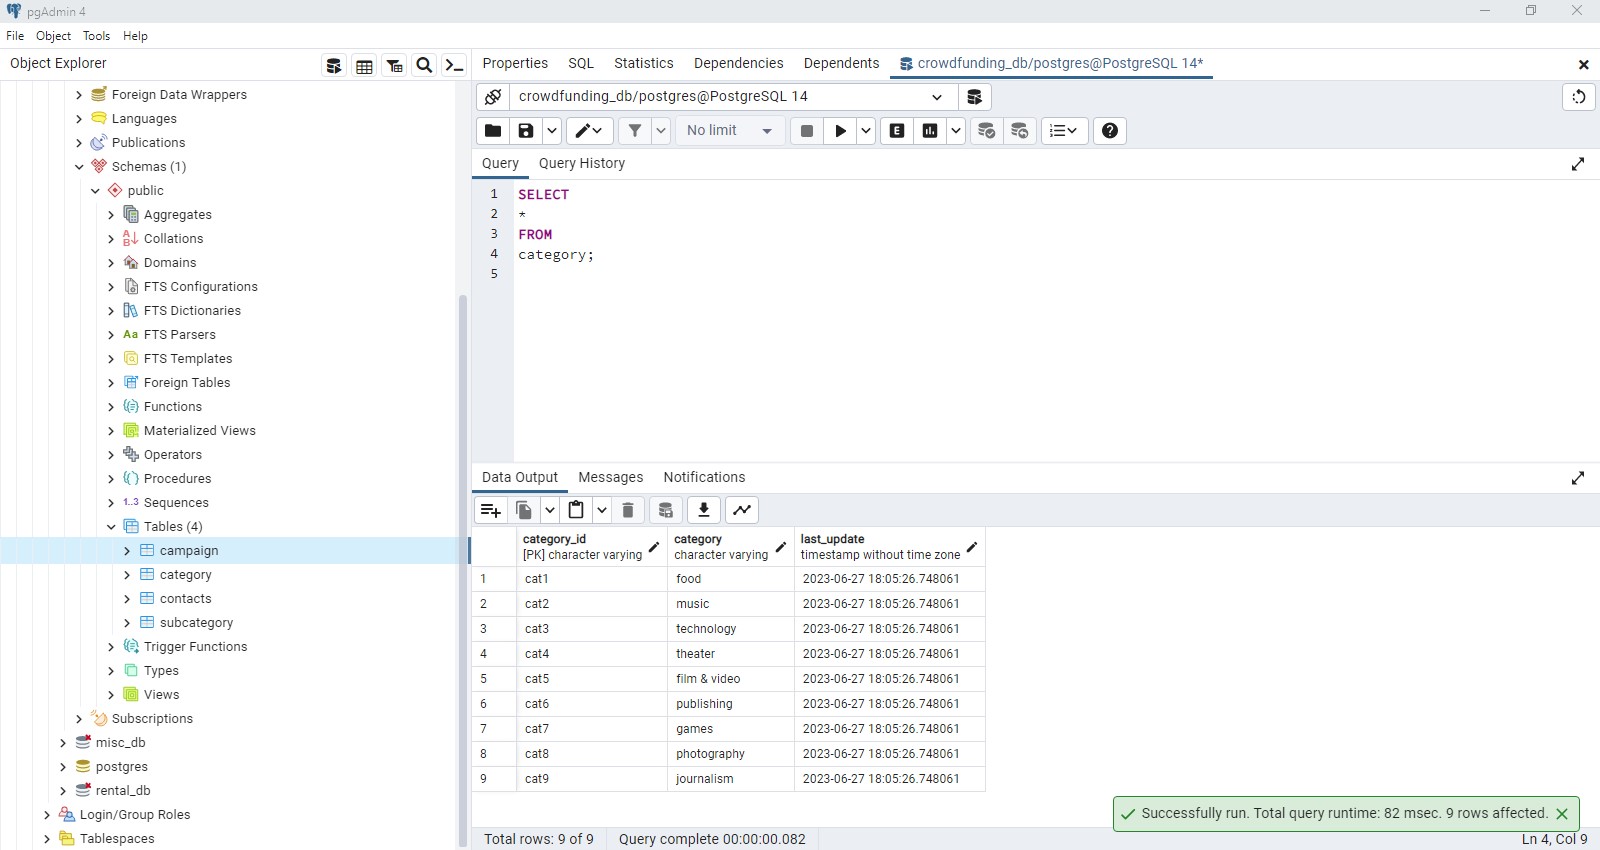 pgAdmin 4
File Object Tools Help
Object Explorer
Foreign Data Wrappers
Languages
Publications
Schemas (1)
public
Aggregates
Collations
Domains
FTS Configurations
FTS Dictionaries
Aa FTS Parsers
FTS Templates
Foreign Tables
Functions
Materialized Views
Operators
Procedures
1..3 Sequences
Tables (4)
campaign
category
contacts
subcategory
Trigger Functions
Types
Views
Subscriptions
misc_db
postgres
rental_db
Login/Group Roles
Tablespaces
Properties SQL Statistics Dependencies Dependents crowdfunding_db/postgres@PostgreSQL 14*
crowdfunding_db/postgres@PostgreSQL 14
No limit E
Query Query History
1 SELECT
2 *
3 FROM
4 category;
5
Data Output Messages Notifications
category_id category last_update
[PK] character varying character varying timestamp without time zone
1 cat1 food 2023-06-27 18:05:26.748061
2 cat2 music 2023-06-27 18:05:26.748061
3 cat3 technology 2023-06-27 18:05:26.748061
4 cat4 theater 2023-06-27 18:05:26.748061
5 cat5 film & video 2023-06-27 18:05:26.748061
6 cat6 publishing 2023-06-27 18:05:26.748061
7 cat7 games 2023-06-27 18:05:26.748061
8 cat8 photography 2023-06-27 18:05:26.748061
9 cat9 journalism 2023-06-27 18:05:26.748061
Successfully run. Total query runtime: 82 msec. 9 rows affected.
Total rows: 9 of 9 Query complete 00:00:00.082 Ln 4, Col 9